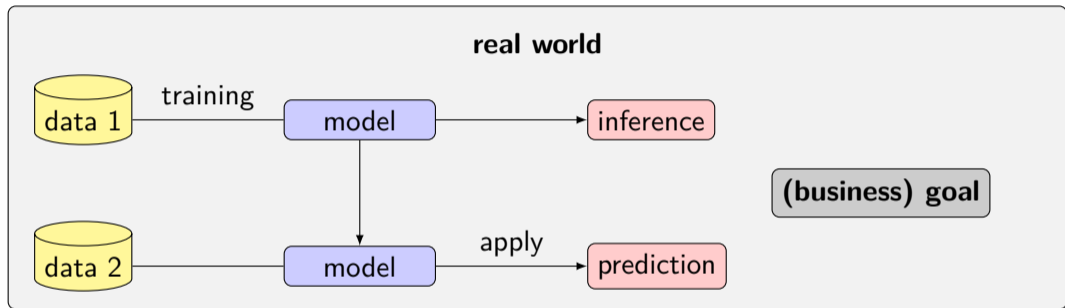 real world
training
data 1
model
inference
(business) goal
apply
data 2
model
prediction